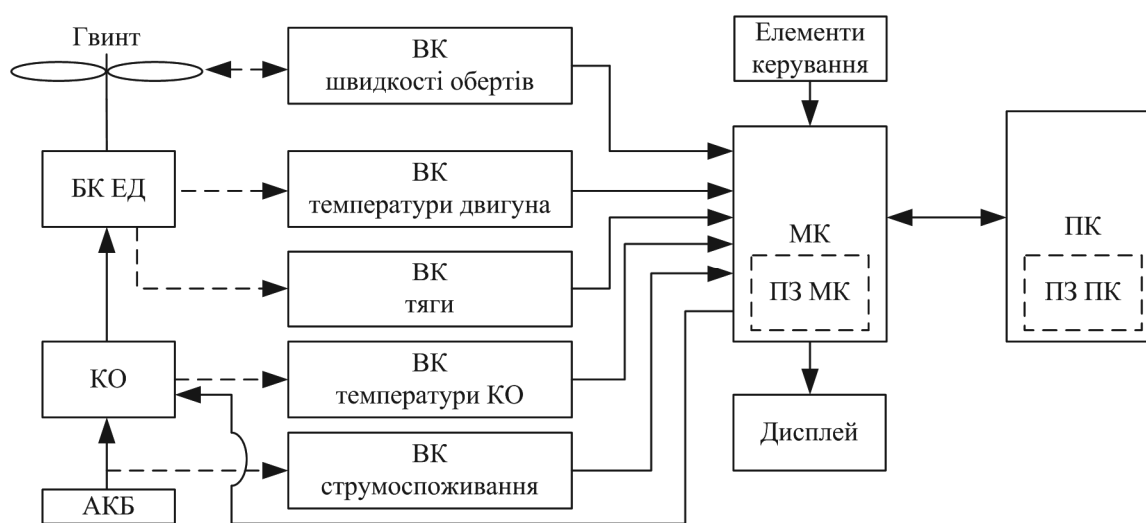 Гвинт
ВК
швидкості обертів
Елементи
керування
БК ЕД
ВК
температури двигуна
МК
ПЗ МК
ПК
ПЗ ПК
ВК
тяги
КО
ВК
температури КО
Дисплей
АКБ
ВК
струмоспоживання